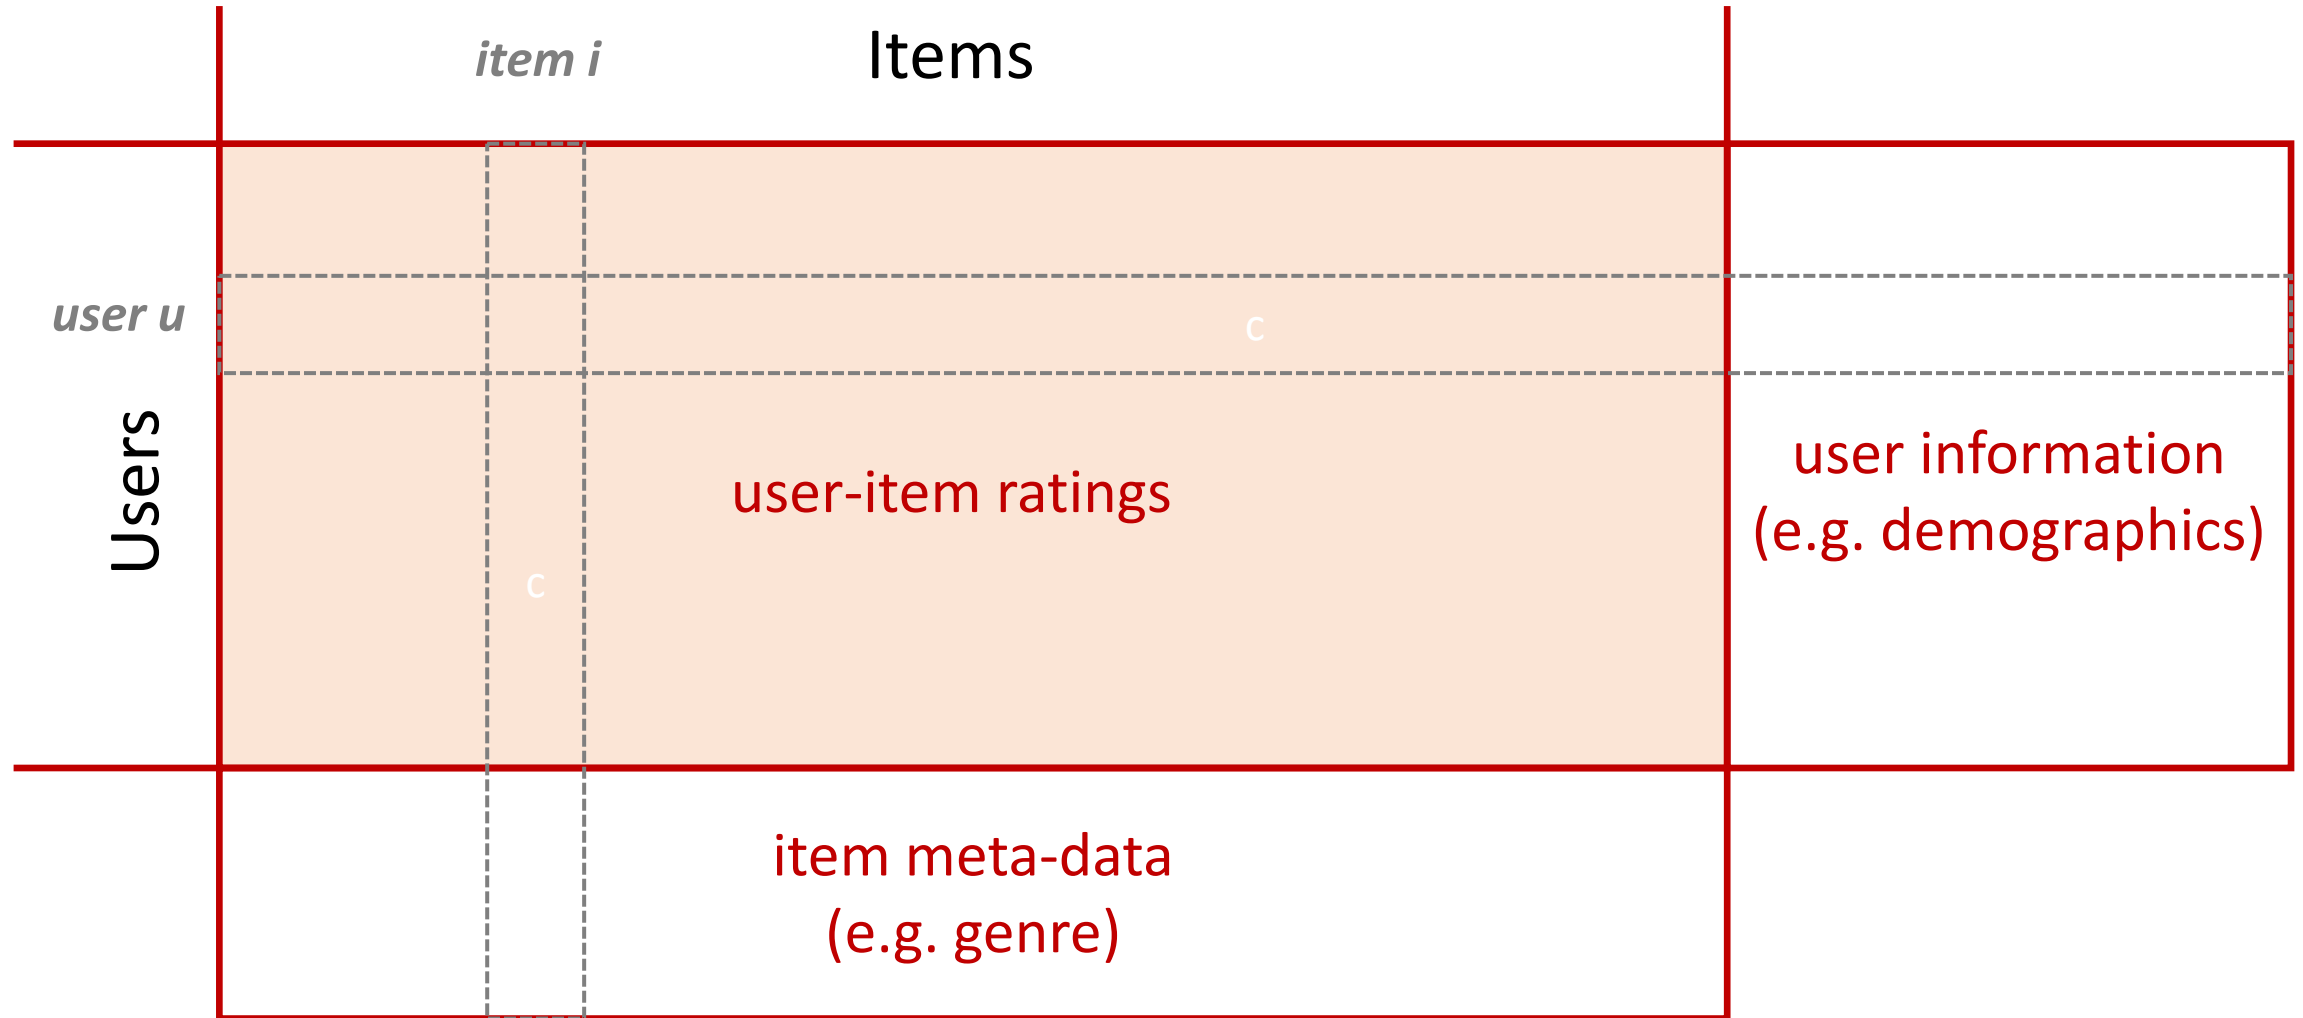 item i
Items
user u
c
Users
user-item ratings
user information
(e.g. demographics)
c
item meta-data
(e.g. genre)